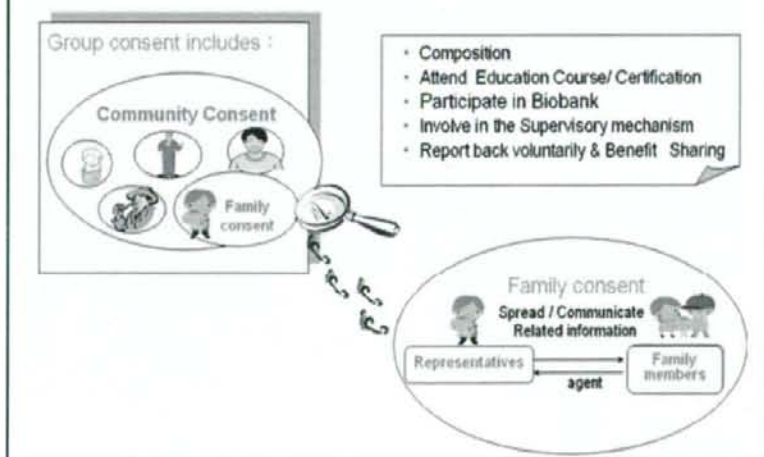 Group consent includes :
Community Consent
Family
consent
• Composition
• Attend Education Course/ Certification
• Participate in Biobank
• Involve in the Supervisory mechanism
• Report back voluntarily & Benefit Sharing
Family consent
Spread / Communicate
Related information
Representatives
Family
members
agent